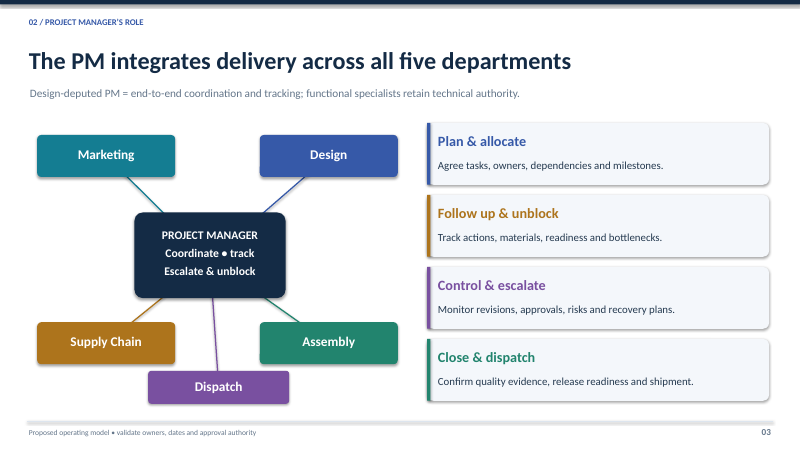 02 / PROJECT MANAGER'S ROLE
The PM integrates delivery across all five departments
Design-deputed PM = end-to-end coordination and tracking; functional specialists retain technical authority.
Marketing
Design
PROJECT MANAGER
Coordinate • track
Escalate & unblock
Supply Chain
Assembly
Dispatch
Plan & allocate
Agree tasks, owners, dependencies and milestones.
Follow up & unblock
Track actions, materials, readiness and bottlenecks.
Control & escalate
Monitor revisions, approvals, risks and recovery plans.
Close & dispatch
Confirm quality evidence, release readiness and shipment.
Proposed operating model • validate owners, dates and approval authority
03